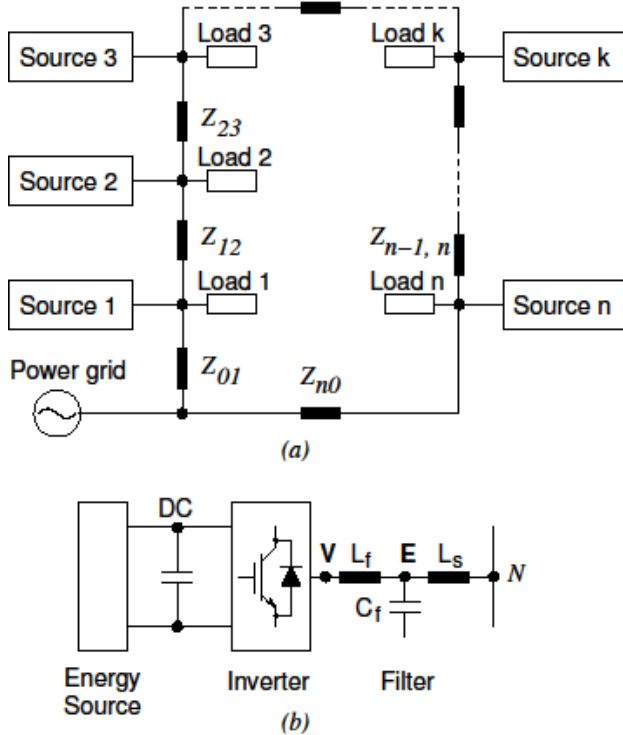 Load 3
Load k
Source 3
Source k
Z23
Load 2
Source 2
Z12
Zn−1, n
Load 1
Load n
Source 1
Source n
Power grid
Z01
Zn0
(a)
DC
V
Lf
E
Ls
N
Cf
Energy
Source
Inverter
Filter
(b)